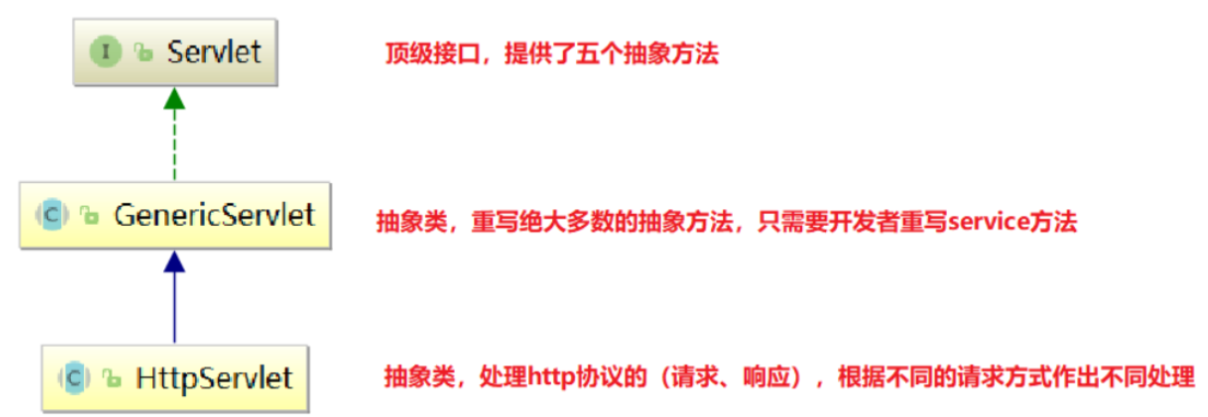 I Servlet 顶级接口，提供了五个抽象方法
C GenericServlet 抽象类，重写绝大多数的抽象方法，只需要开发者重写service方法
C HttpServlet 抽象类，处理http协议的（请求、响应），根据不同的请求方式作出不同处理